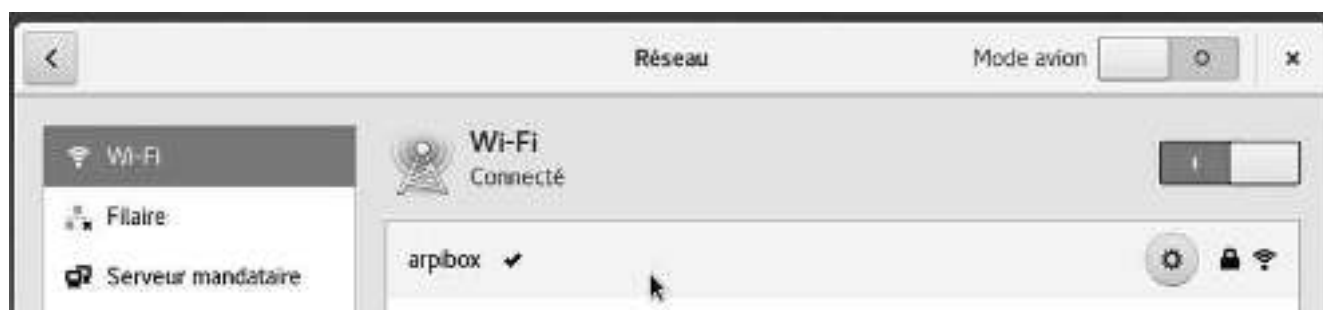 Réseau
Mode avion
Wi-Fi
Wi-Fi
Connecté
Filaire
arpibox
Serveur mandataire